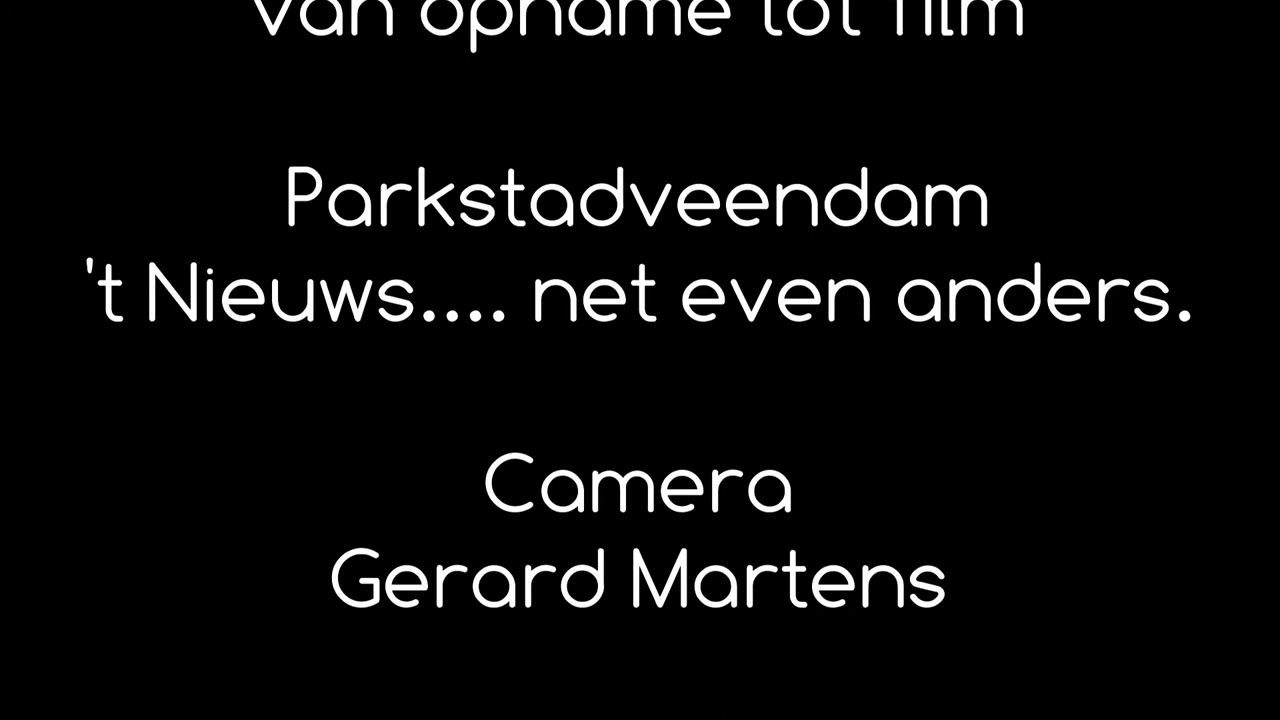 van opname tot film
Parkstadveendam
't Nieuws.... net even anders.
Camera
Gerard Martens